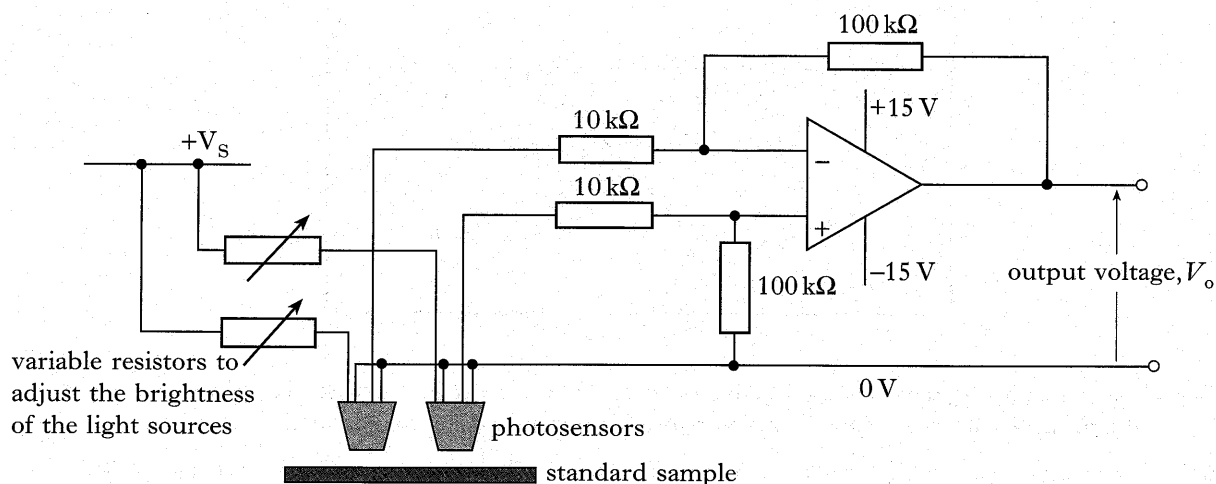 100 kΩ
+15 V
10 kΩ
+V_S
−
10 kΩ
+
100 kΩ
−15 V
output voltage, V_o
variable resistors to
adjust the brightness
of the light sources
0 V
photosensors
standard sample